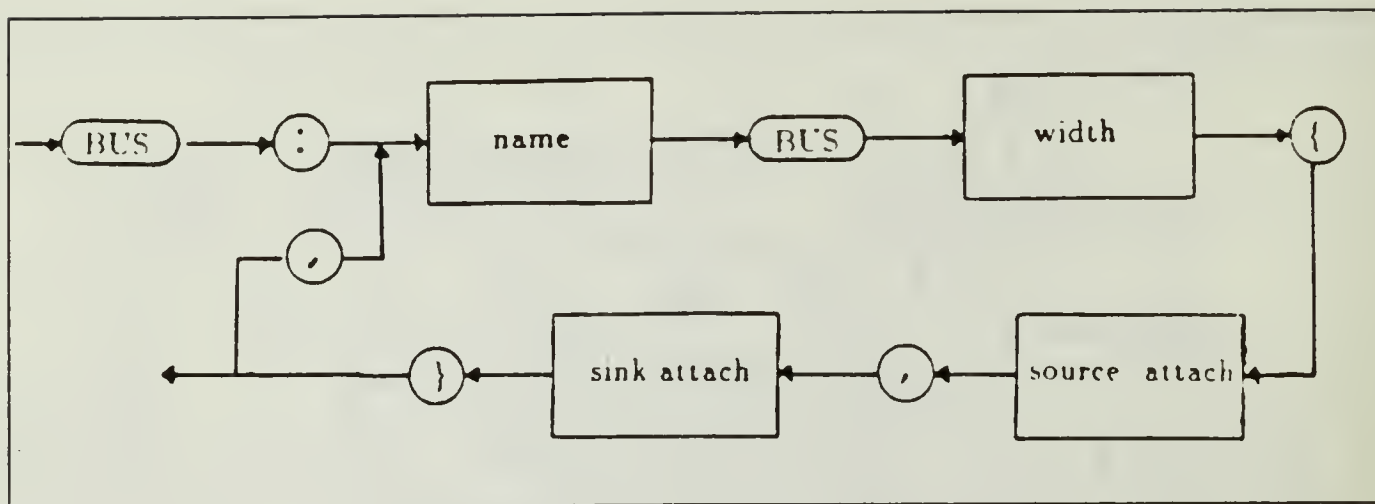 BUS : name BUS width {
,
} sink attach , source attach